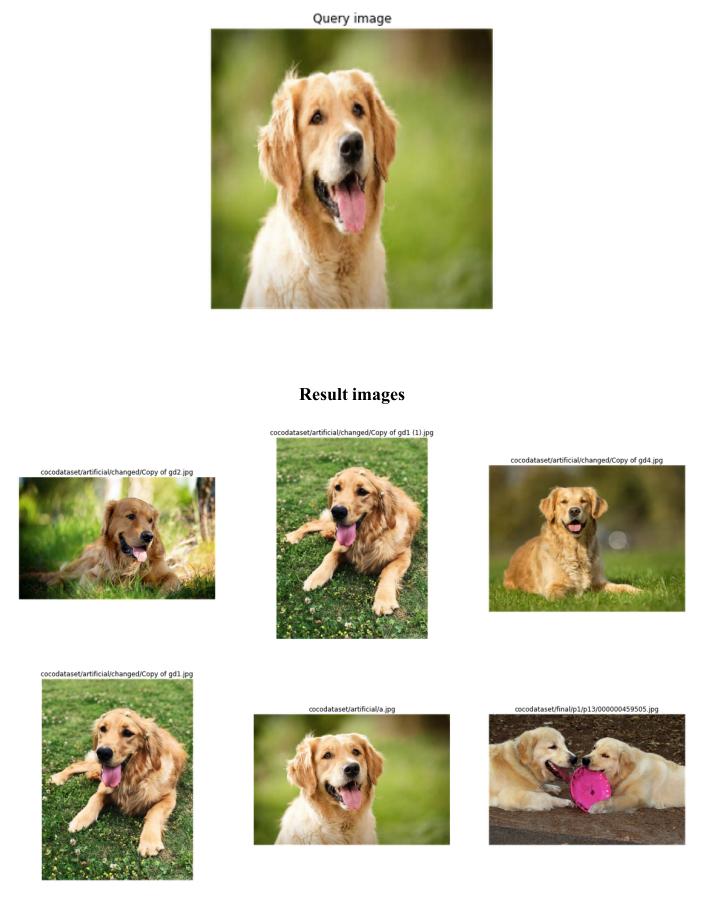 Query image
Result images
cocodataset/artificial/changed/Copy of gd2.jpg
cocodataset/artificial/changed/Copy of gd1 (1).jpg
cocodataset/artificial/changed/Copy of gd4.jpg
cocodataset/artificial/changed/Copy of gd1.jpg
cocodataset/artificial/a.jpg
cocodataset/final/p1/p13/000000459505.jpg